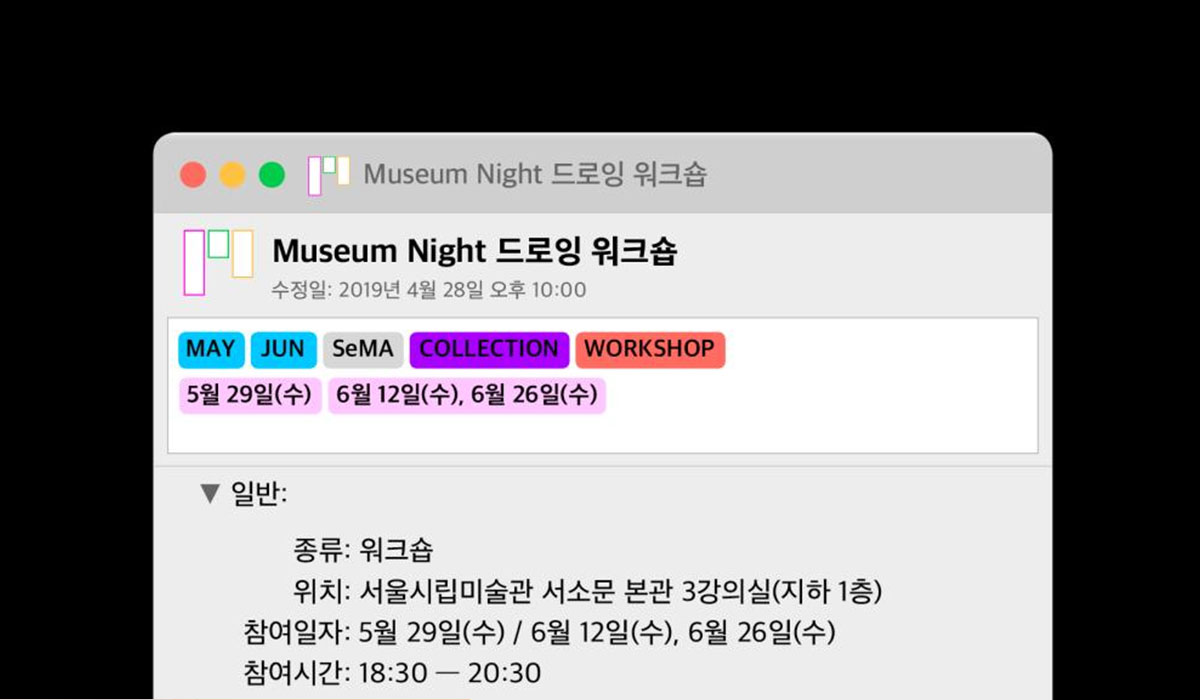 Museum Night 드로잉 워크숍
Museum Night 드로잉 워크숍
수정일: 2019년 4월 28일 오후 10:00
MAY JUN SeMA COLLECTION WORKSHOP
5월 29일(수) 6월 12일(수), 6월 26일(수)
▼ 일반:
종류: 워크숍
위치: 서울시립미술관 서소문 본관 3강의실(지하 1층)
참여일자: 5월 29일(수) / 6월 12일(수), 6월 26일(수)
참여시간: 18:30 — 20:30